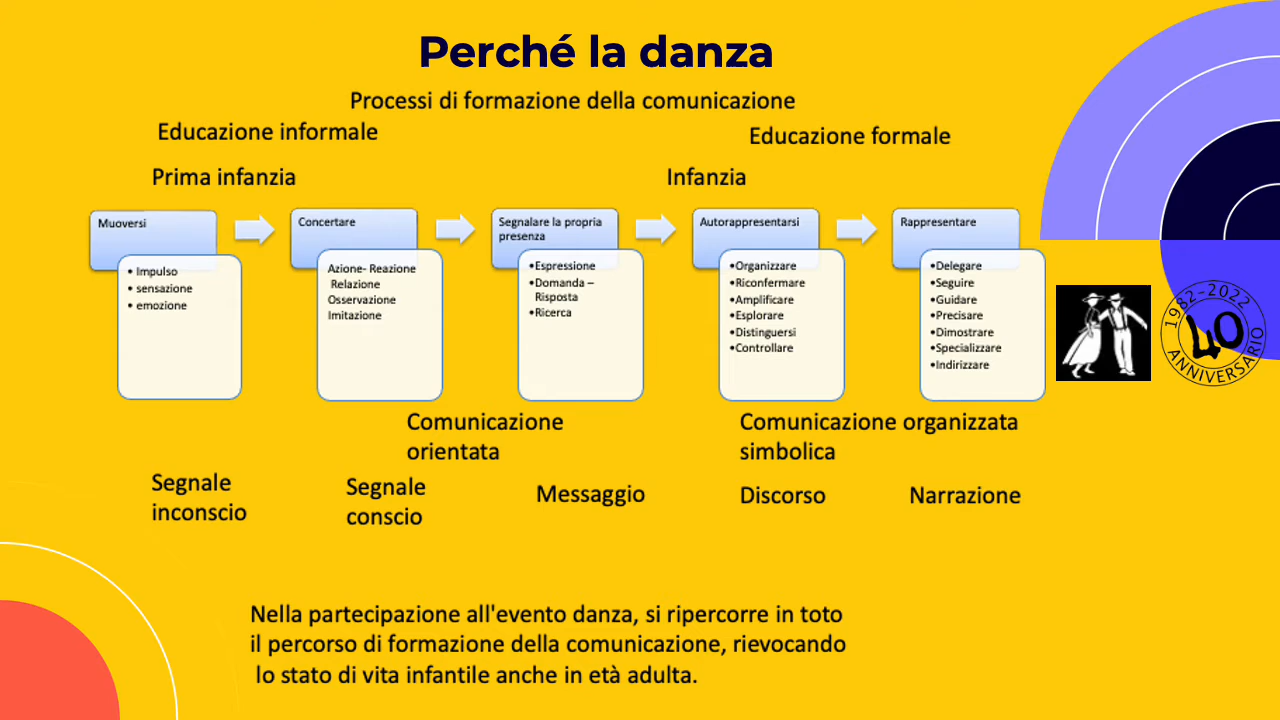 Perché la danza
Processi di formazione della comunicazione
Educazione informale
Educazione formale
Prima infanzia
Infanzia
Muoversi
• Impulso
• sensazione
• emozione
Concertare
Azione- Reazione
Relazione
Osservazione
Imitazione
Segnalare la propria
presenza
•Espressione
•Domanda –
Risposta
•Ricerca
Autorappresentarsi
•Organizzare
•Riconfermare
•Amplificare
•Esplorare
•Distinguersi
•Controllare
Rappresentare
•Delegare
•Seguire
•Guidare
•Precisare
•Dimostrare
•Specializzare
•Indirizzare
1982-2022
40
ANNIVERSARIO
Comunicazione
orientata
Comunicazione organizzata
simbolica
Segnale
inconscio
Segnale
conscio
Messaggio
Discorso
Narrazione
Nella partecipazione all'evento danza, si ripercorre in toto
il percorso di formazione della comunicazione, rievocando
lo stato di vita infantile anche in età adulta.